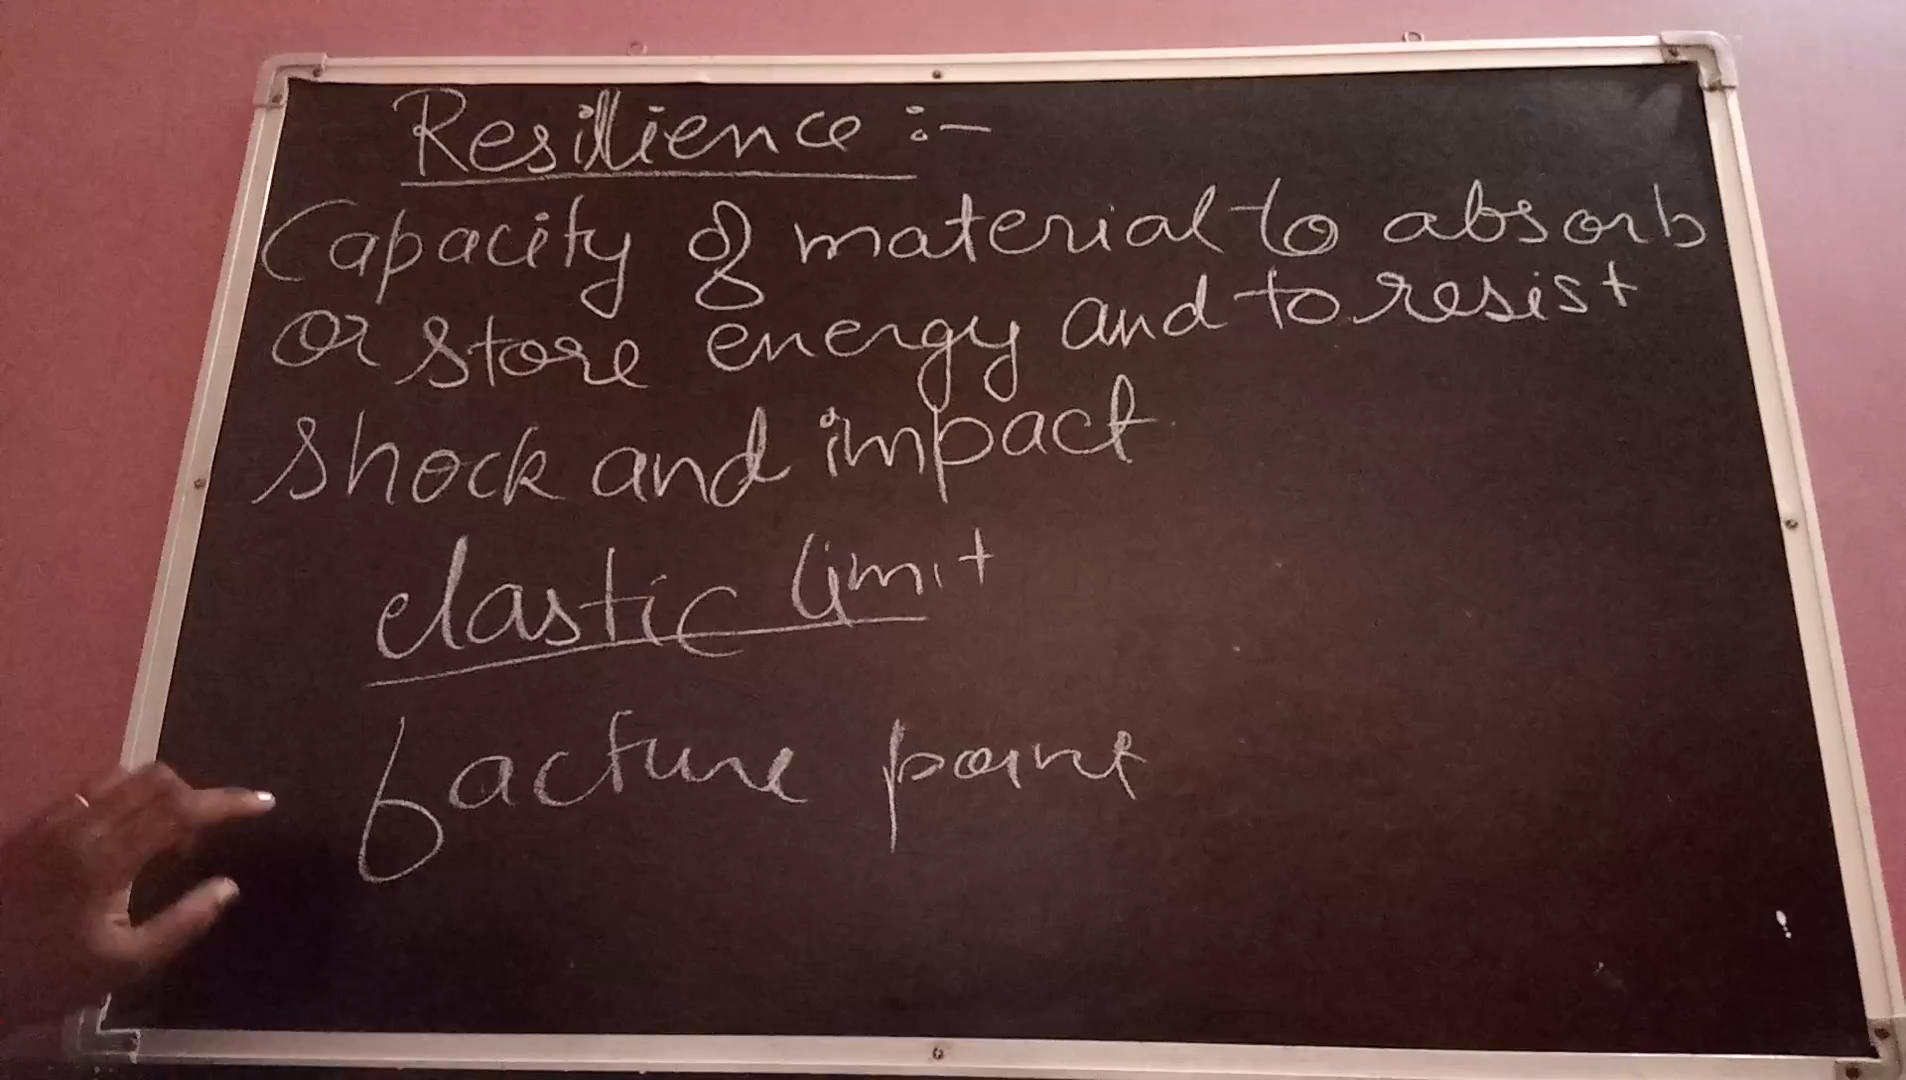 Resilience :-
Capacity of material to absorb
or store energy and to resist
shock and impact
elastic limit
facture point